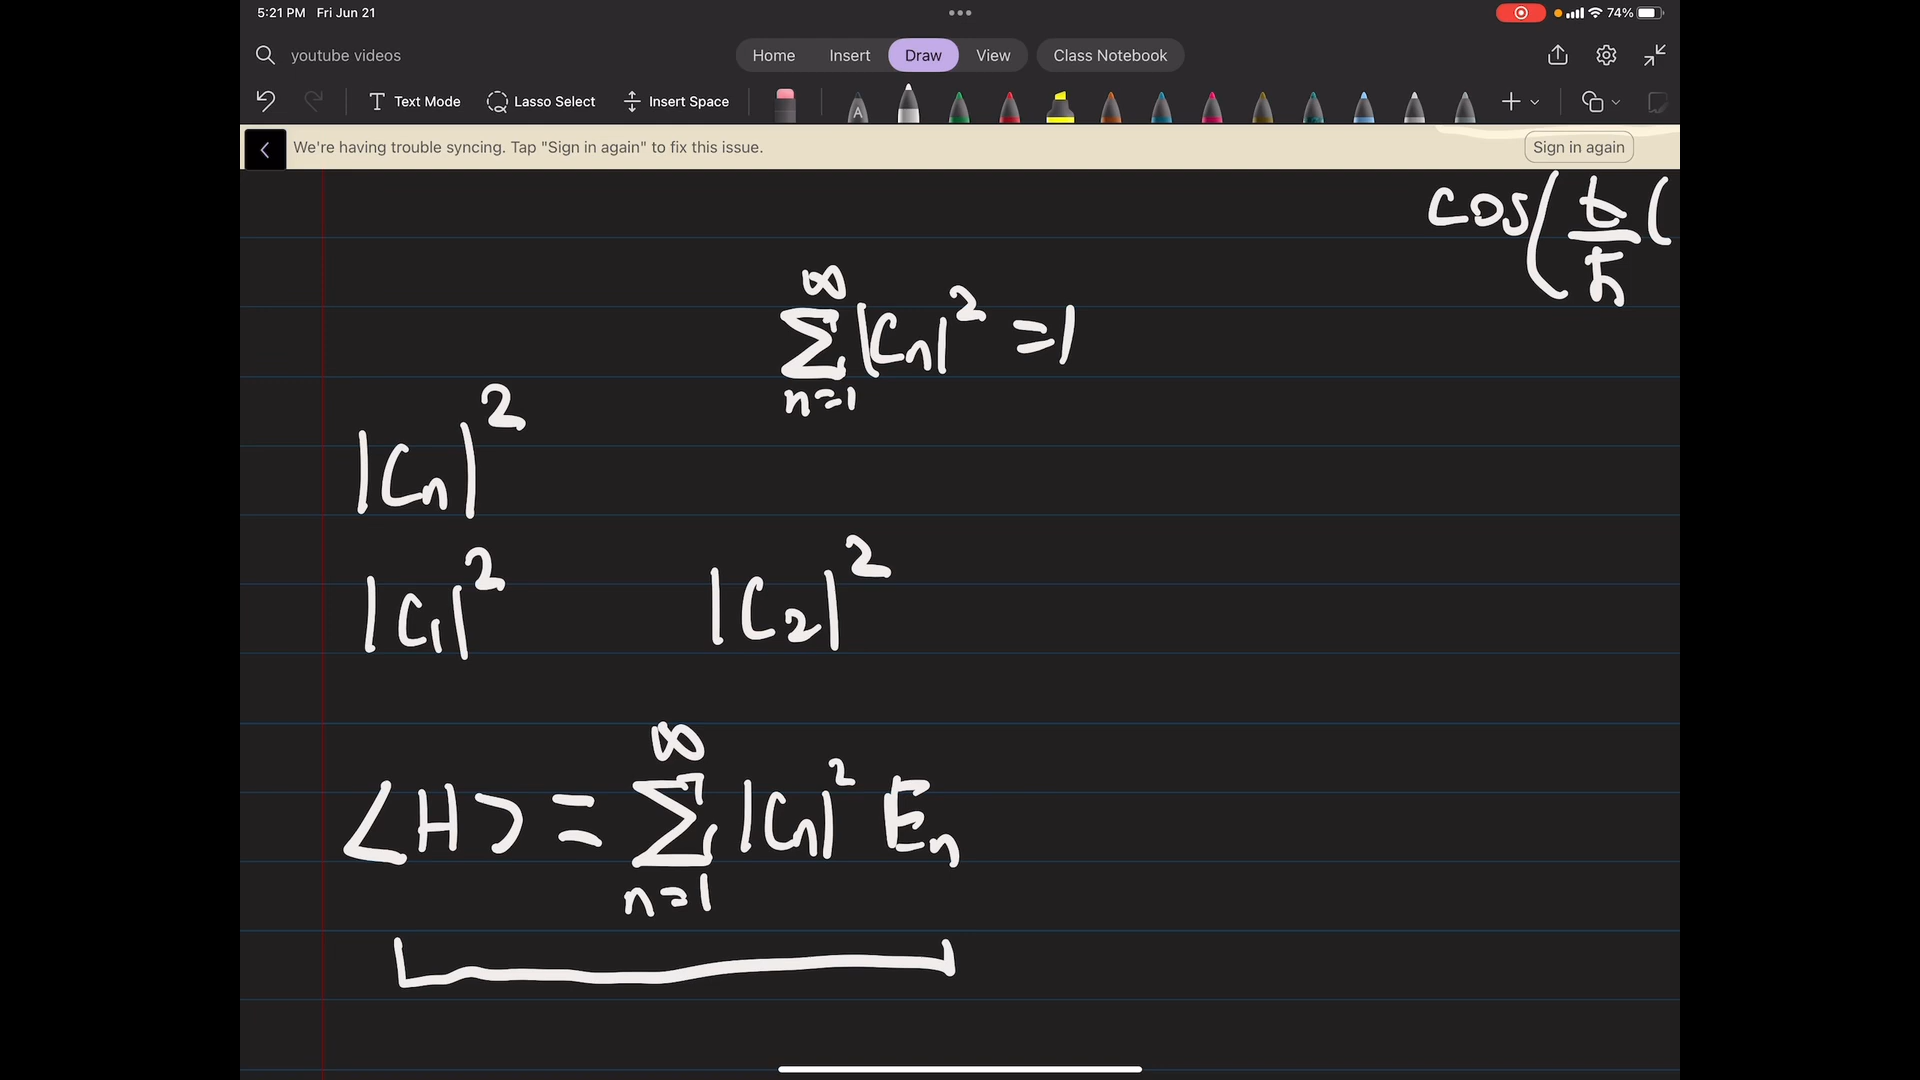 5:21 PM Fri Jun 21
74%
youtube videos
Home Insert Draw View Class Notebook
Text Mode Lasso Select Insert Space
A
We're having trouble syncing. Tap "Sign in again" to fix this issue. Sign in again
cos(t/ħ (
∑_{n=1}^{∞} |Cn|² = 1
|Cn|²
|C₁|² |C₂|²
<H> = ∑_{n=1}^{∞} |Cn|² Eₙ